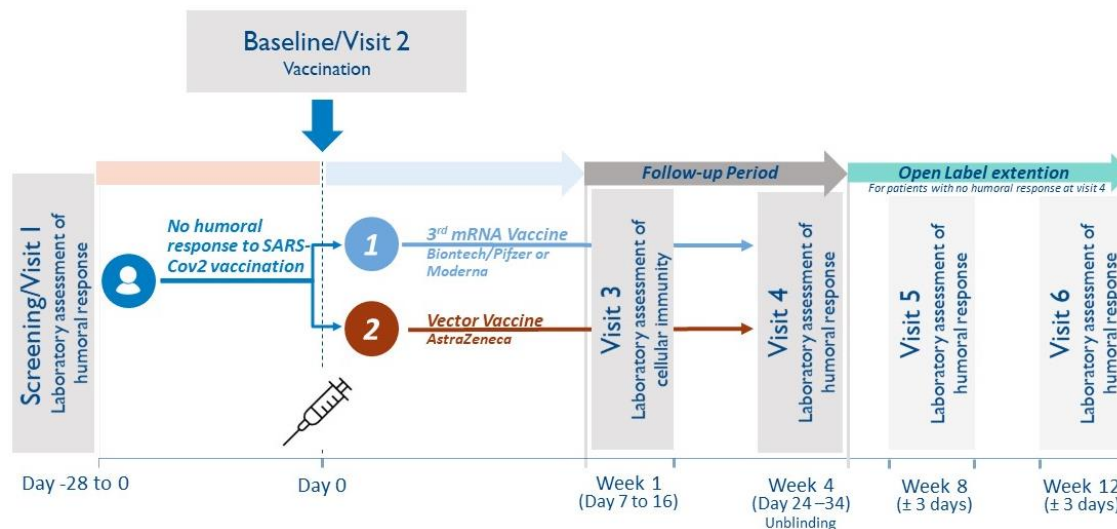 Baseline/Visit 2
Vaccination
Follow-up Period
Open Label extention
For patients with no humoral response at visit 4
Screening/Visit 1
Laboratory assessment of
humoral response
No humoral
response to SARS-
Cov2 vaccination
1
3rd mRNA Vaccine
Biontech/Pifzer or
Moderna
2
Vector Vaccine
AstraZeneca
Visit 3
Laboratory assessment of
cellular immunity
Visit 4
Laboratory assessment of
humoral response
Visit 5
Laboratory assessment of
humoral response
Visit 6
Laboratory assessment of
humoral response
Day -28 to 0
Day 0
Week 1
(Day 7 to 16)
Week 4
(Day 24 –34)
Unblinding
Week 8
(± 3 days)
Week 12
(± 3 days)